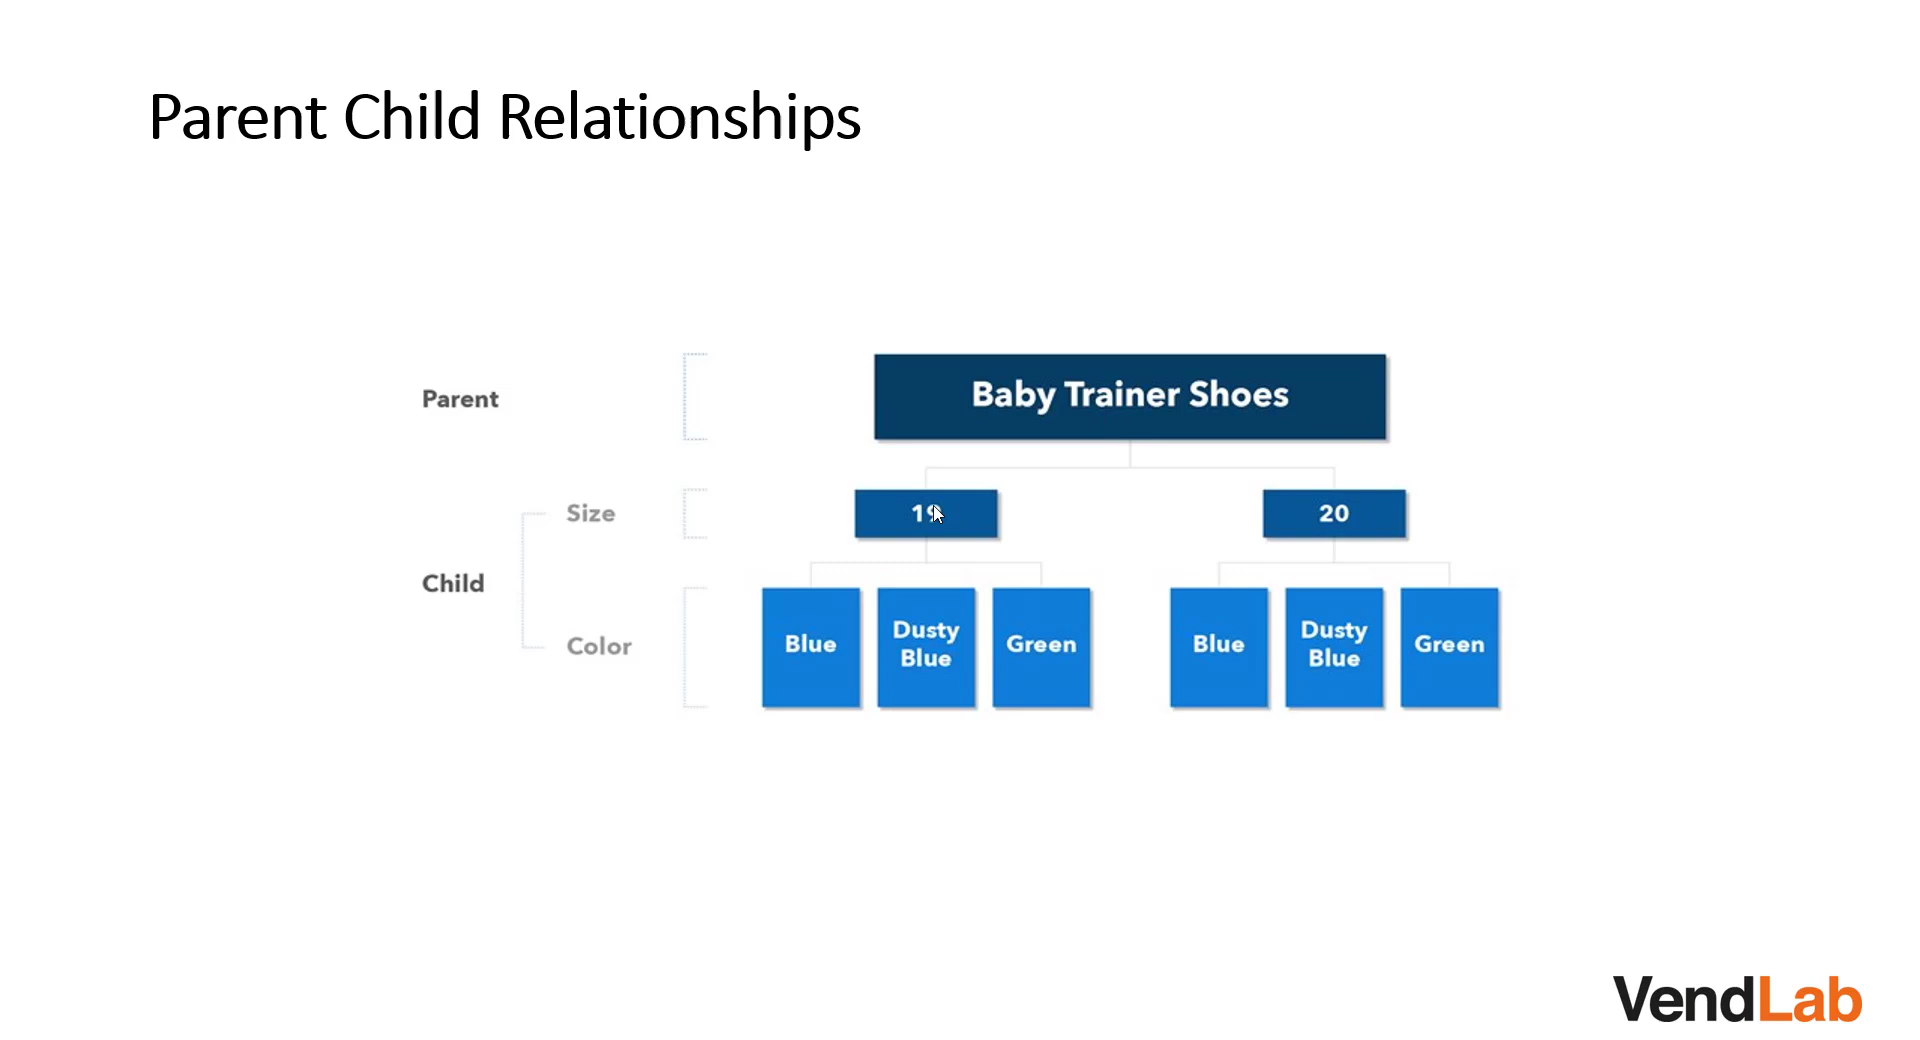 Parent Child Relationships
Parent
Baby Trainer Shoes
Size
19
20
Child
Color
Blue
Dusty
Blue
Green
Blue
Dusty
Blue
Green
VendLab